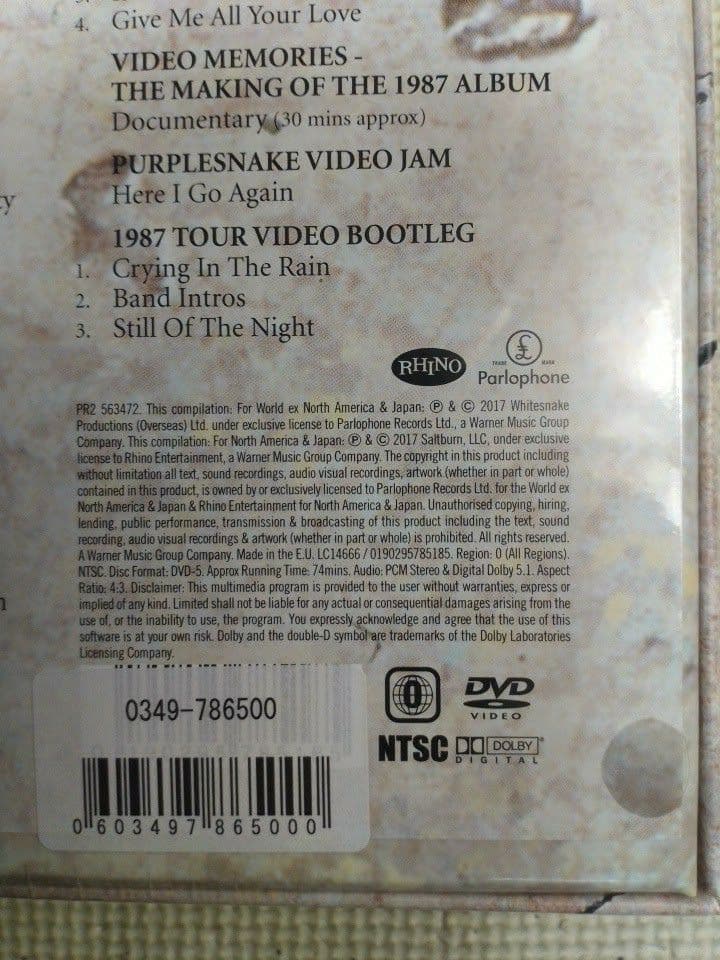 4. Give Me All Your Love
VIDEO MEMORIES -
THE MAKING OF THE 1987 ALBUM
Documentary (30 mins approx)
PURPLESNAKE VIDEO JAM
Here I Go Again
1987 TOUR VIDEO BOOTLEG
1. Crying In The Rain
2. Band Intros
3. Still Of The Night
RHINO
£
TRADE MARK
Parlophone
PR2 563472. This compilation: For World ex North America & Japan: ℗ & © 2017 Whitesnake
Productions (Overseas) Ltd. under exclusive license to Parlophone Records Ltd., a Warner Music Group
Company. This compilation: For North America & Japan: ℗ & © 2017 Saltburn, LLC, under exclusive
license to Rhino Entertainment, a Warner Music Group Company. The copyright in this product including
without limitation all text, sound recordings, audio visual recordings, artwork (whether in part or whole)
contained in this product, is owned by or exclusively licensed to Parlophone Records Ltd. for the World ex
North America & Japan & Rhino Entertainment for North America & Japan. Unauthorised copying, hiring,
lending, public performance, transmission & broadcasting of this product including the text, sound
recording, audio visual recordings & artwork (whether in part or whole) is prohibited. All rights reserved.
A Warner Music Group Company. Made in the E.U. LC14666 / 0190295785185. Region: 0 (All Regions).
NTSC. Disc Format: DVD-5. Approx Running Time: 74mins. Audio: PCM Stereo & Digital Dolby 5.1. Aspect
Ratio: 4:3. Disclaimer: This multimedia program is provided to the user without warranties, express or
implied of any kind. Limited shall not be liable for any actual or consequential damages arising from the
use of, or the inability to use, the program. You expressly acknowledge and agree that the use of this
software is at your own risk. Dolby and the double-D symbol are trademarks of the Dolby Laboratories
Licensing Company.
0349-786500
0 603497 865000
0
DVD
VIDEO
NTSC
DOLBY
DIGITAL